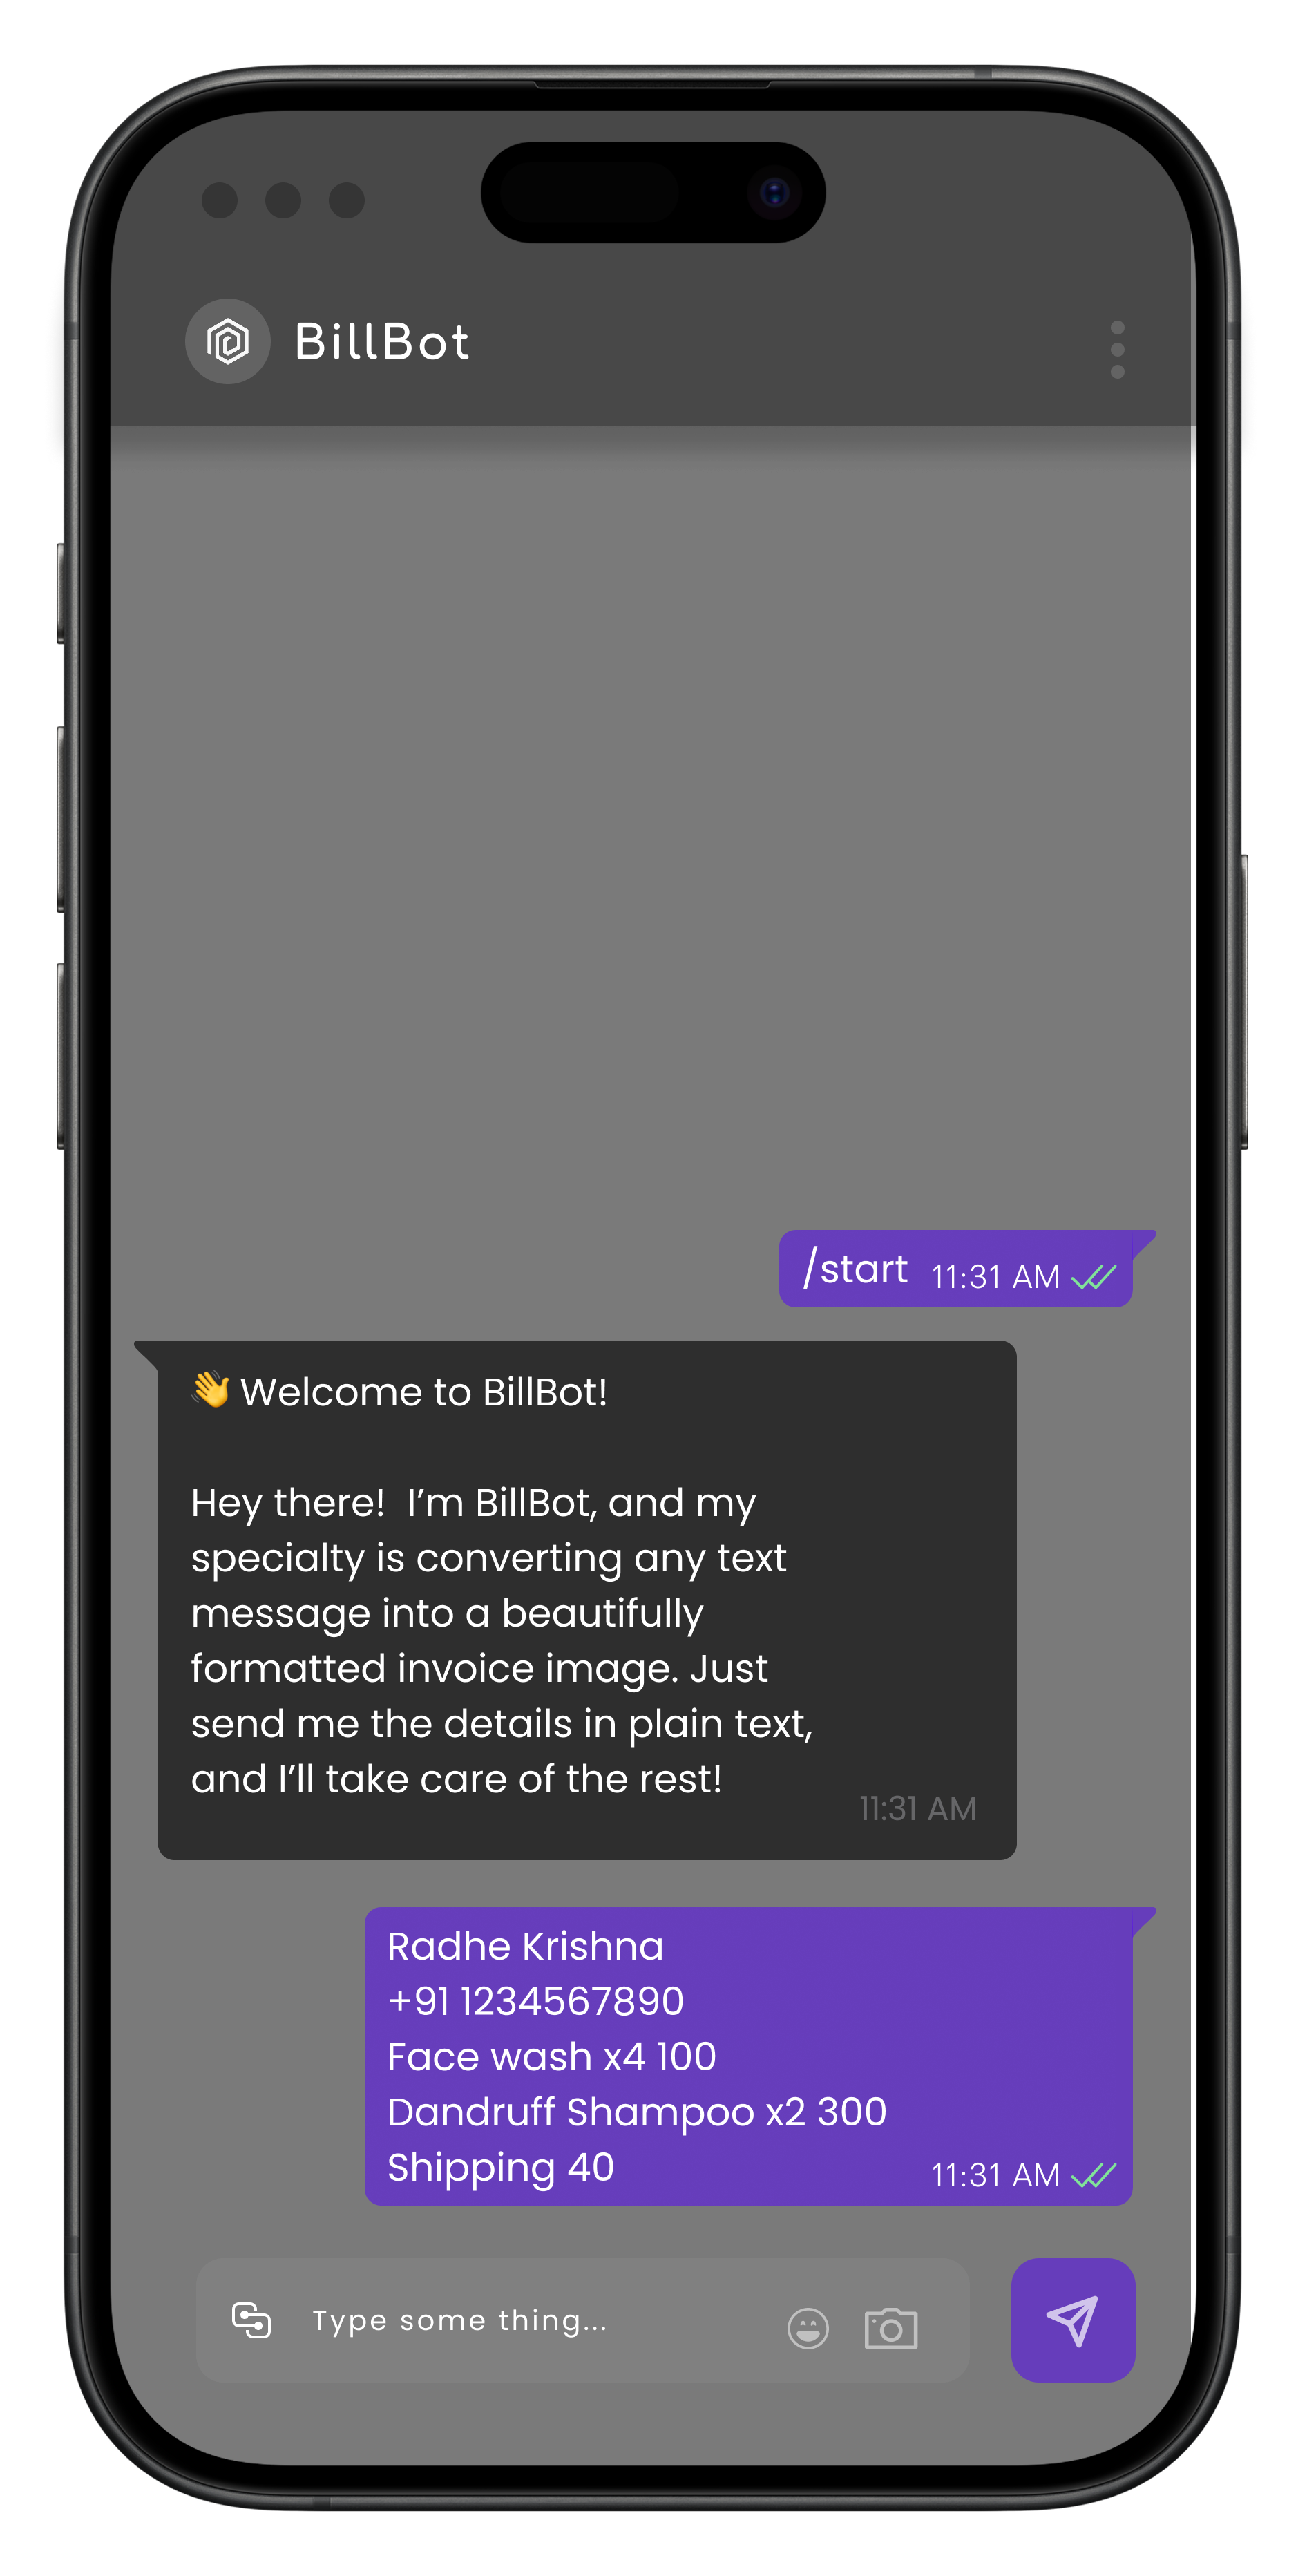 BillBot
/start 11:31 AM
👋 Welcome to BillBot!
Hey there!  I’m BillBot, and my
specialty is converting any text
message into a beautifully
formatted invoice image. Just
send me the details in plain text,
and I’ll take care of the rest!
11:31 AM
Radhe Krishna
+91 1234567890
Face wash x4 100
Dandruff Shampoo x2 300
Shipping 40
11:31 AM
Type some thing...